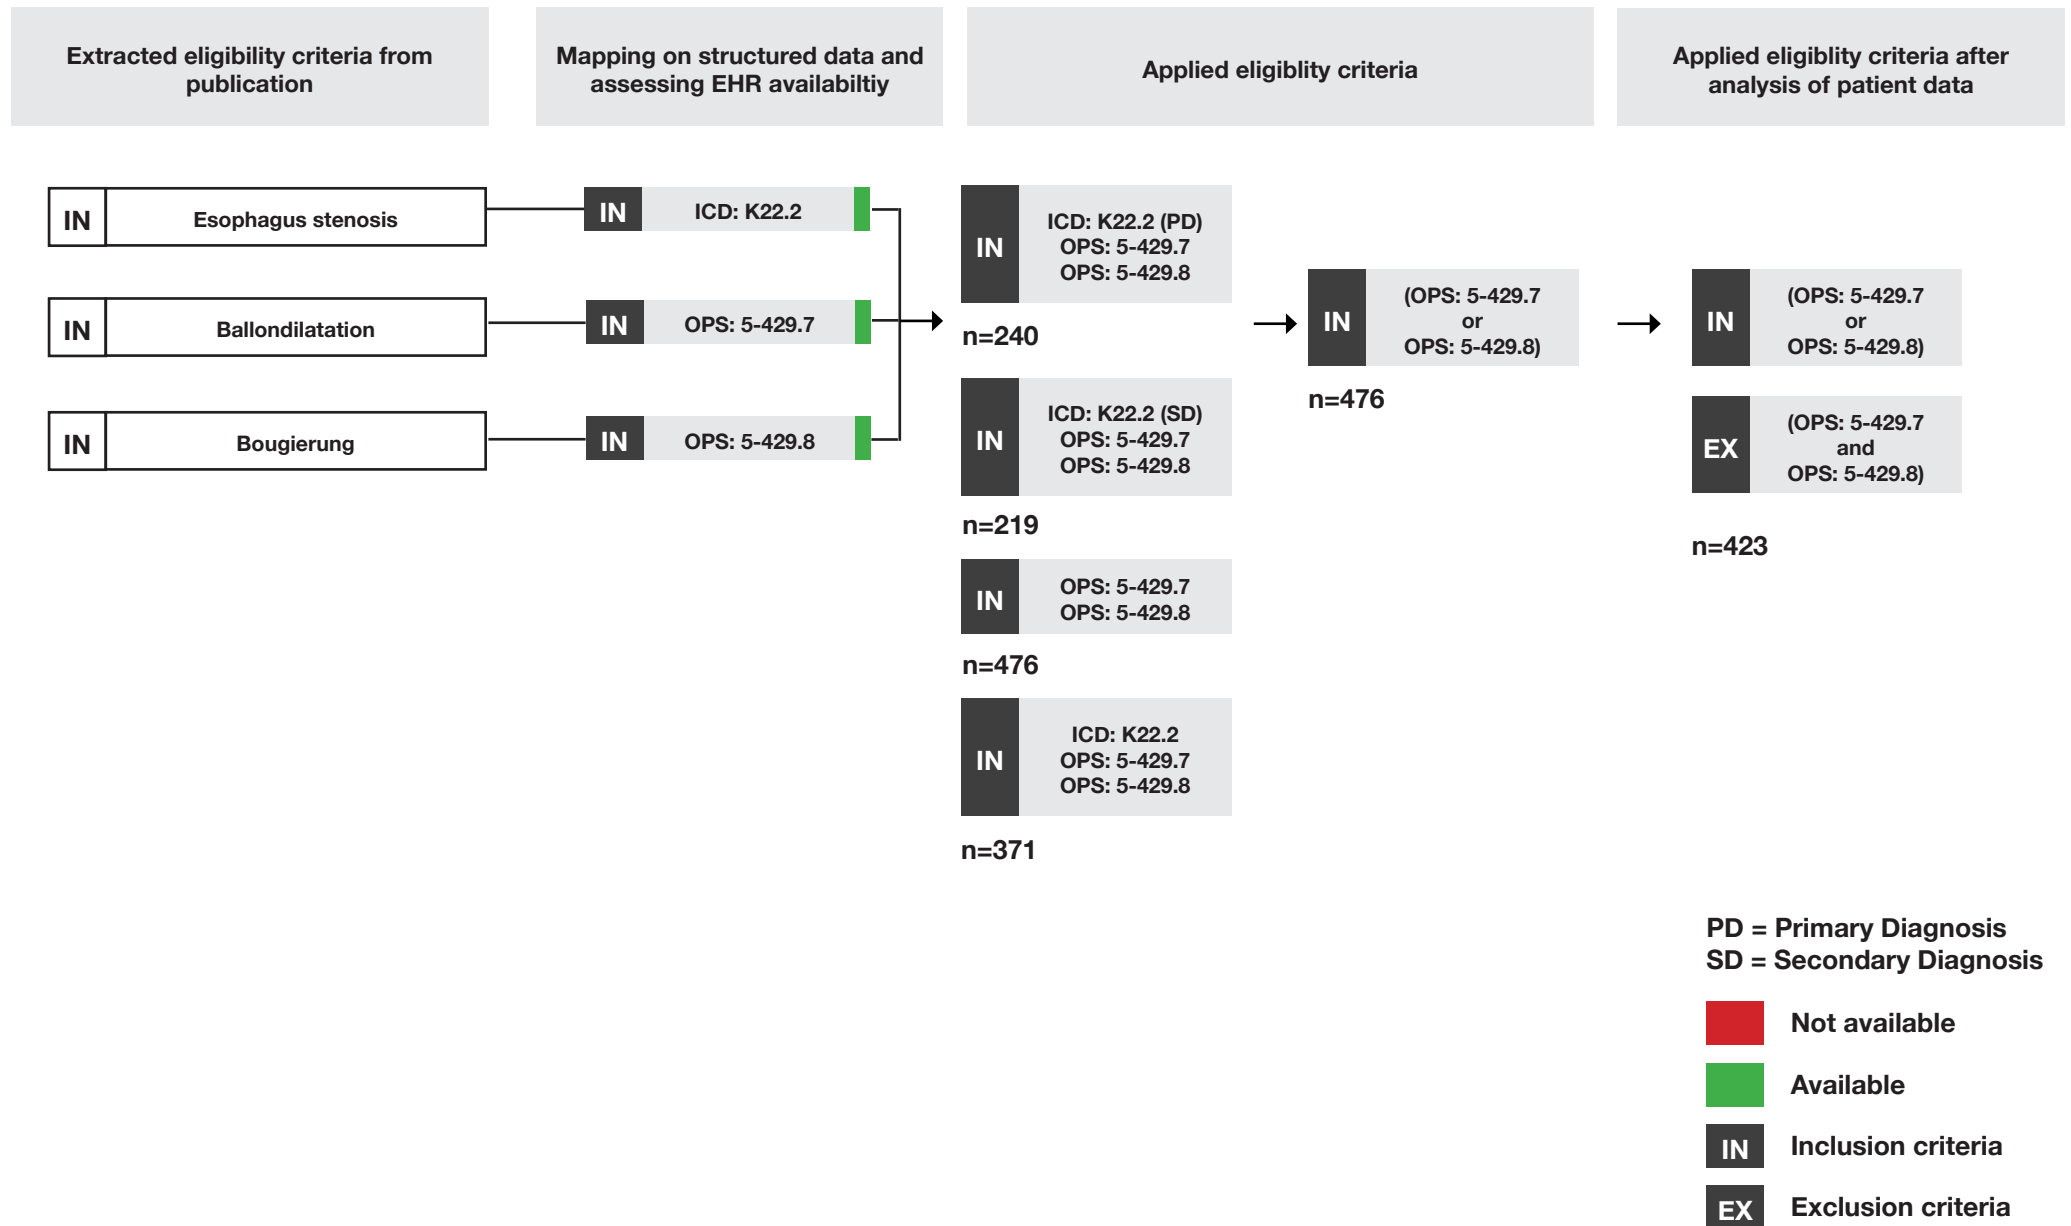 Extracted eligibility criteria from
publication
Mapping on structured data and
assessing EHR availabiltiy
Applied eligiblity criteria
Applied eligiblity criteria after
analysis of patient data
IN
Esophagus stenosis
IN
ICD: K22.2
IN
Ballondilatation
IN
OPS: 5-429.7
IN
Bougierung
IN
OPS: 5-429.8
IN
ICD: K22.2 (PD)
OPS: 5-429.7
OPS: 5-429.8
n=240
IN
ICD: K22.2 (SD)
OPS: 5-429.7
OPS: 5-429.8
n=219
IN
OPS: 5-429.7
OPS: 5-429.8
n=476
IN
ICD: K22.2
OPS: 5-429.7
OPS: 5-429.8
n=371
IN
(OPS: 5-429.7
or
OPS: 5-429.8)
n=476
IN
(OPS: 5-429.7
or
OPS: 5-429.8)
EX
(OPS: 5-429.7
and
OPS: 5-429.8)
n=423
PD = Primary Diagnosis
SD = Secondary Diagnosis
Not available
Available
IN
Inclusion criteria
EX
Exclusion criteria